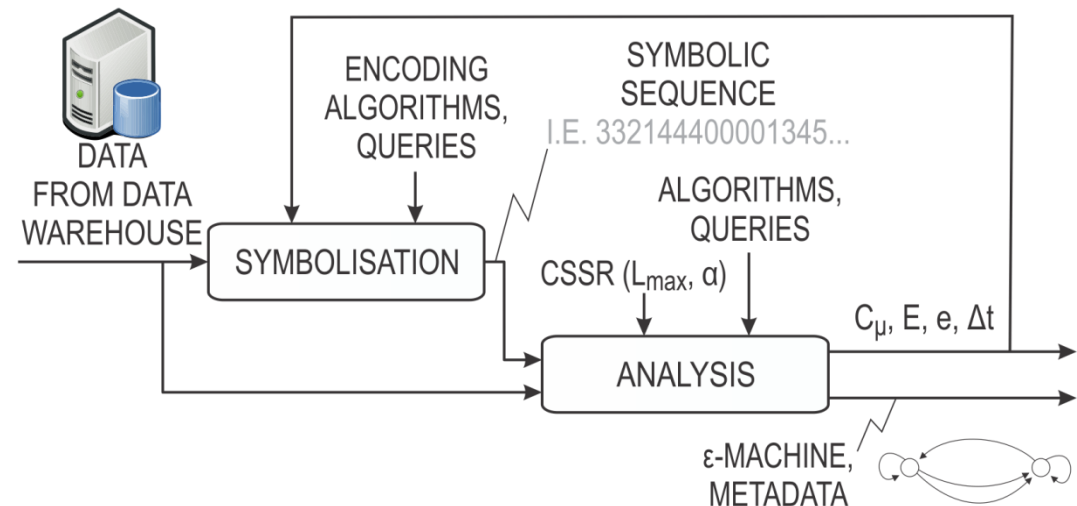 DATA
FROM DATA
WAREHOUSE
ENCODING
ALGORITHMS,
QUERIES
SYMBOLIC
SEQUENCE
I.E. 332144400001345...
SYMBOLISATION
ALGORITHMS,
QUERIES
CSSR (Lmax, α)
ANALYSIS
Cμ, E, e, Δt
ε-MACHINE,
METADATA